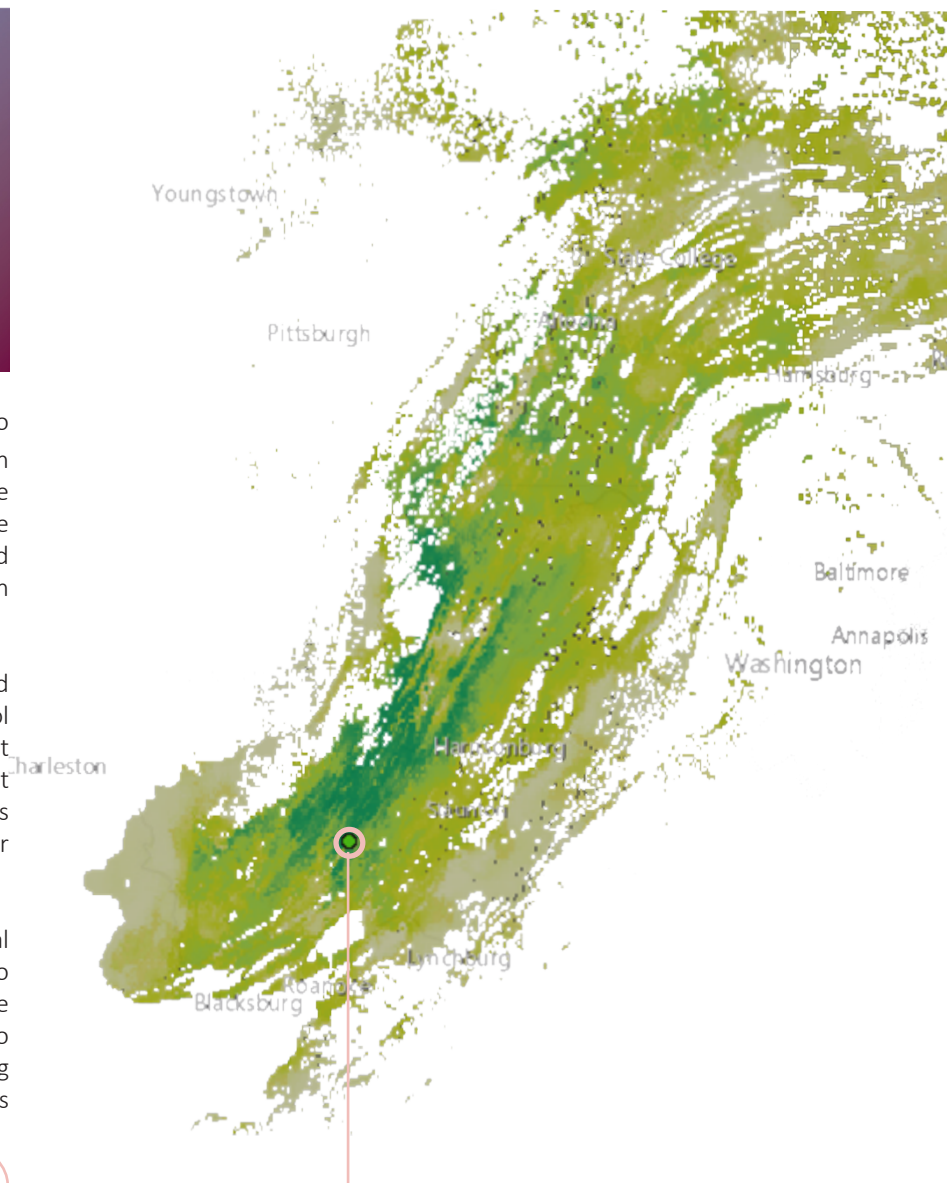 Youngstown
State College
Pittsburgh
Altoona
Harrisburg
Baltimore
Annapolis
Washington
Harrisonburg
Charleston
Staunton
Lynchburg
Roanoke
Blacksburg